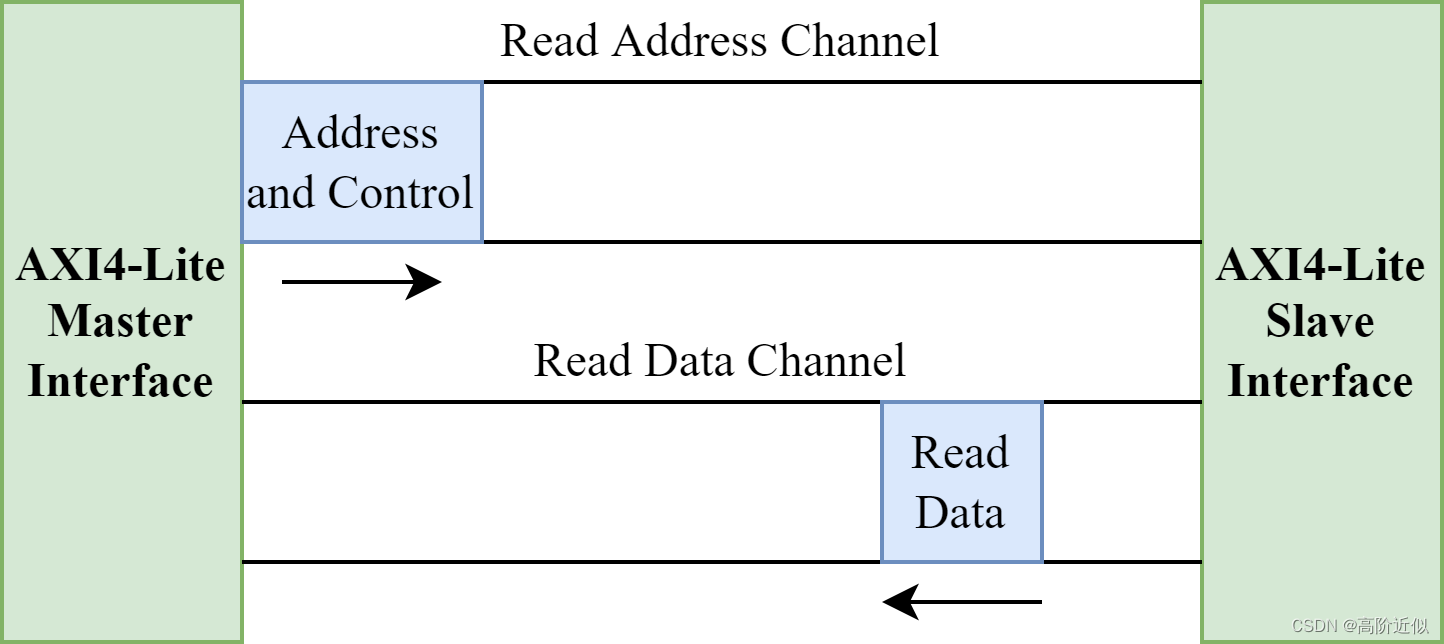 Read Address Channel
Address
and Control
AXI4-Lite
Master
Interface
AXI4-Lite
Slave
Interface
Read Data Channel
Read
Data
CSDN @高阶近似